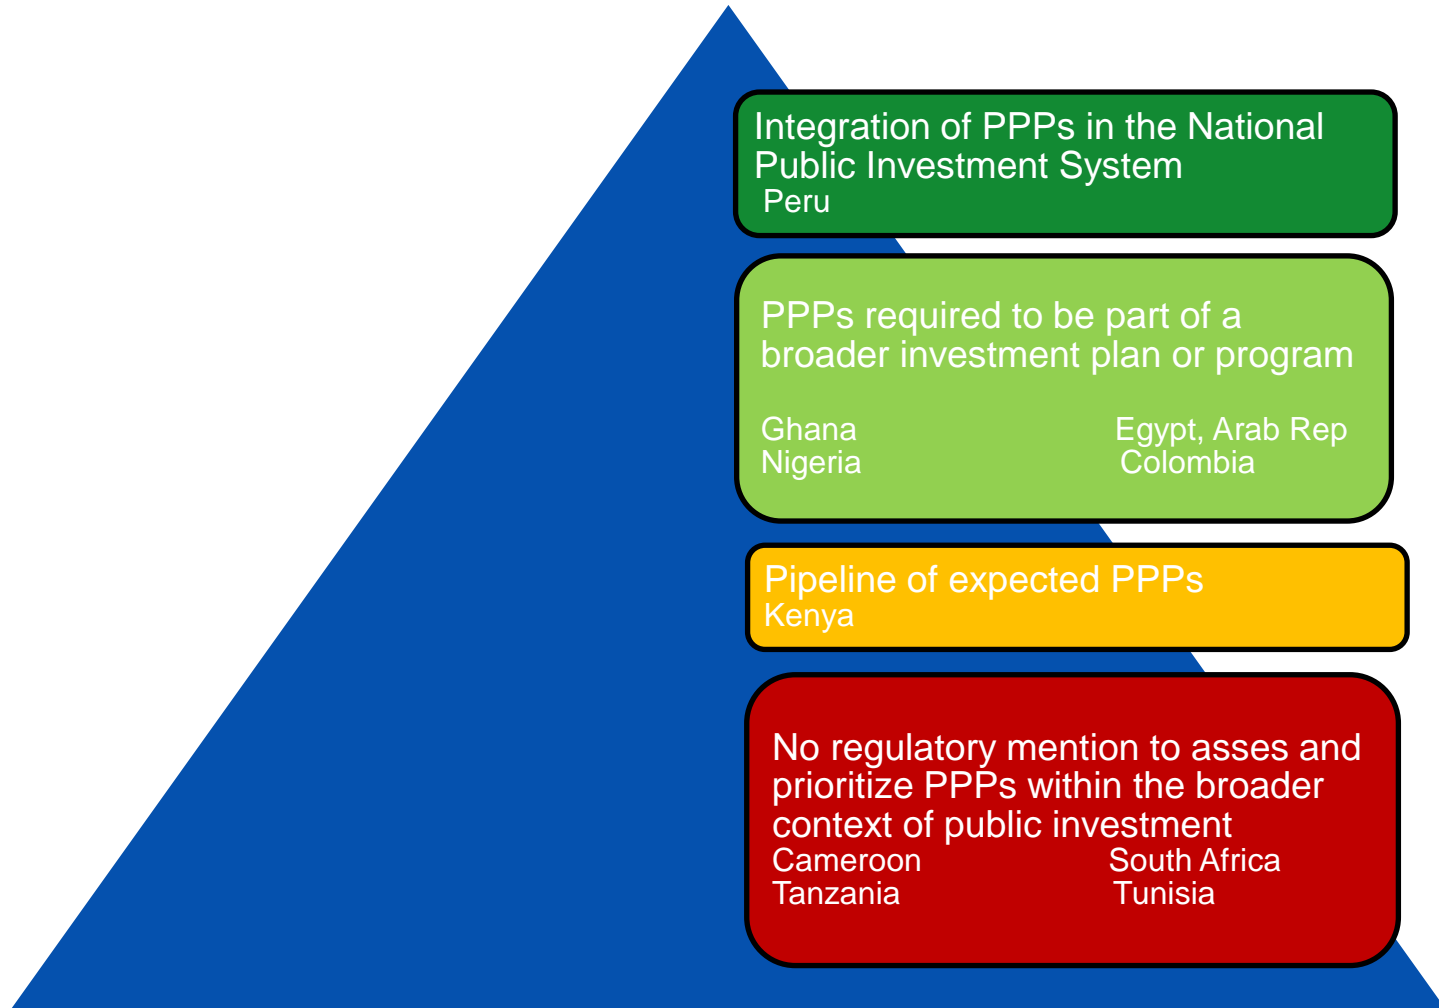 Integration of PPPs in the National
Public Investment System
Peru
PPPs required to be part of a
broader investment plan or program
Ghana Egypt, Arab Rep
Nigeria Colombia
Pipeline of expected PPPs
Kenya
No regulatory mention to asses and
prioritize PPPs within the broader
context of public investment
Cameroon South Africa
Tanzania Tunisia